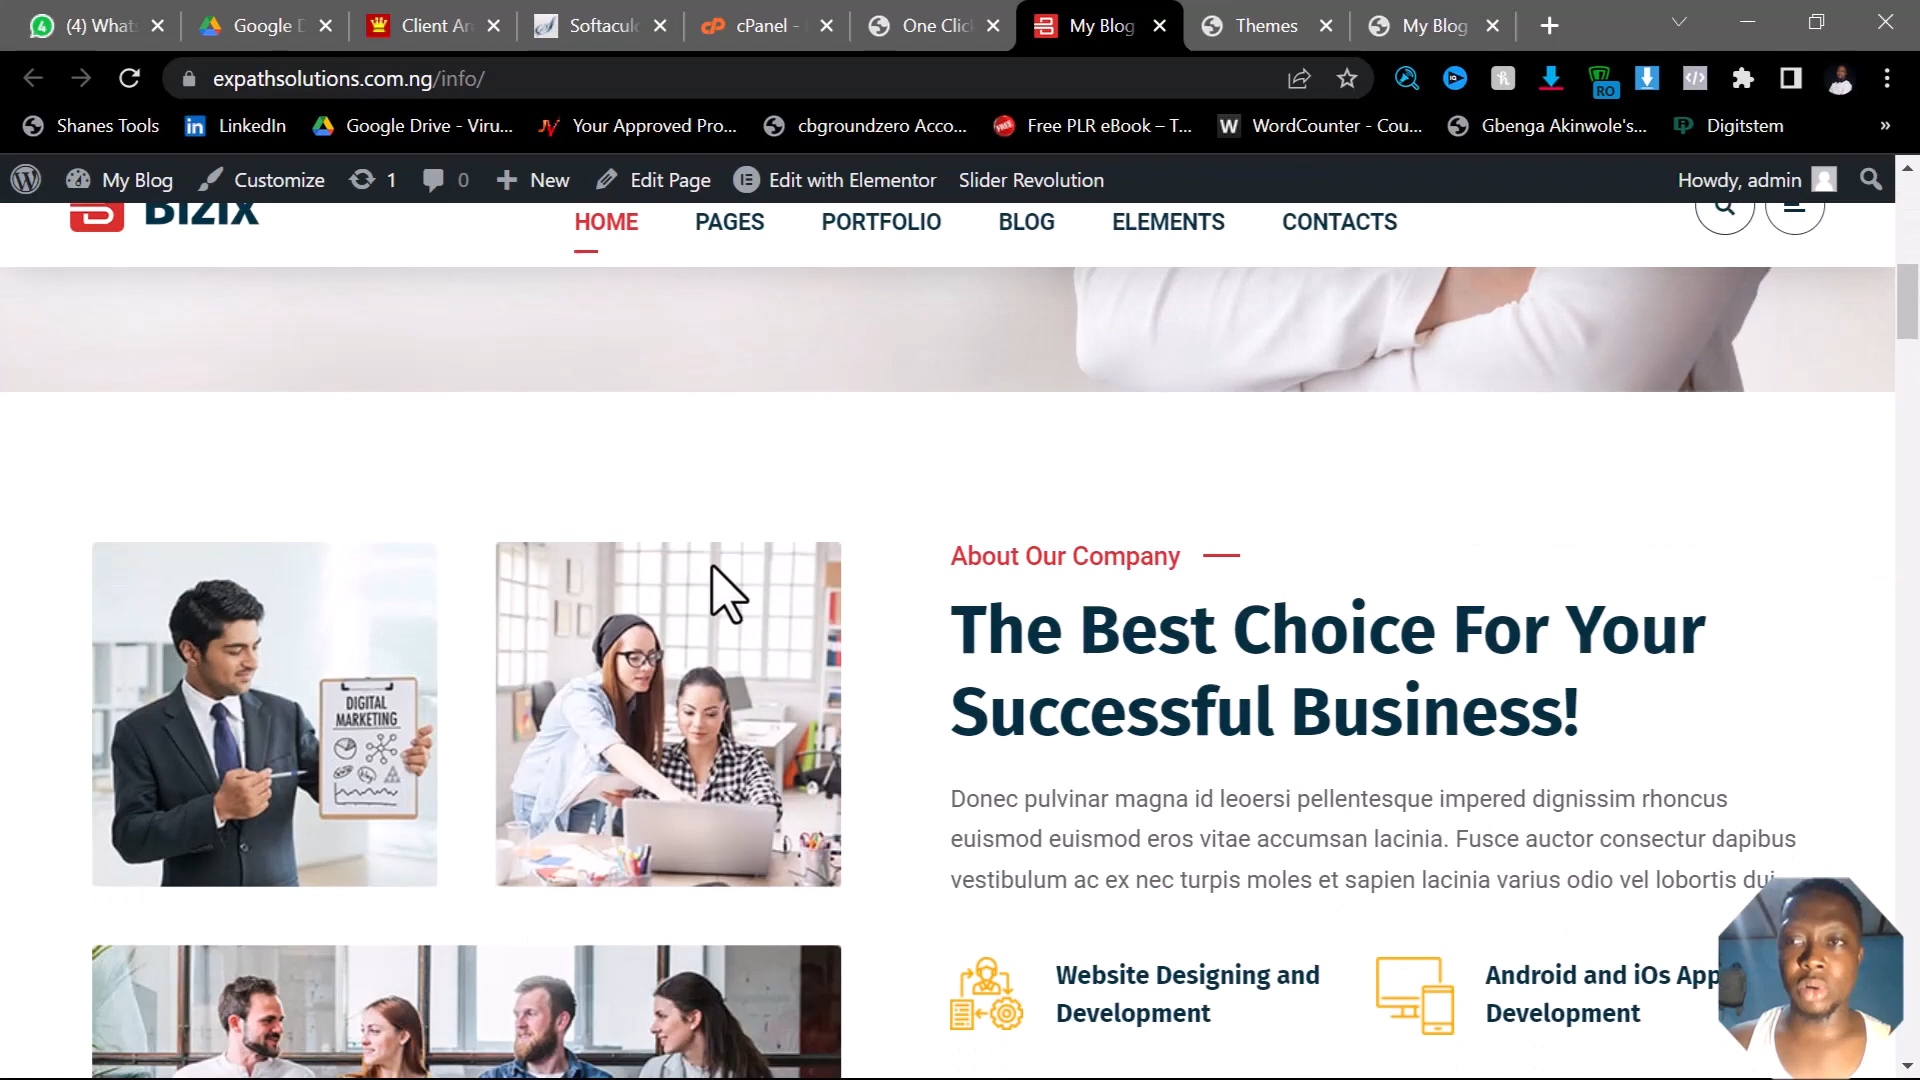 (4) Whats
Google D
Client Are
Softacul
cPanel -
One Clic
My Blog
Themes
My Blog
expathsolutions.com.ng/info/
RO
Shanes Tools
LinkedIn
Google Drive - Viru...
Your Approved Pro...
cbgroundzero Acco...
Free PLR eBook – T...
WordCounter - Cou...
Gbenga Akinwole's...
Digitstem
My Blog
Customize
1
0
New
Edit Page
Edit with Elementor
Slider Revolution
Howdy, admin
Bizix
HOME
PAGES
PORTFOLIO
BLOG
ELEMENTS
CONTACTS
DIGITAL
MARKETING
About Our Company
The Best Choice For Your
Successful Business!
Donec pulvinar magna id leoersi pellentesque impered dignissim rhoncus
euismod euismod eros vitae accumsan lacinia. Fusce auctor consectur dapibus
vestibulum ac ex nec turpis moles et sapien lacinia varius odio vel lobortis dui
Website Designing and
Development
Android and iOs App
Development